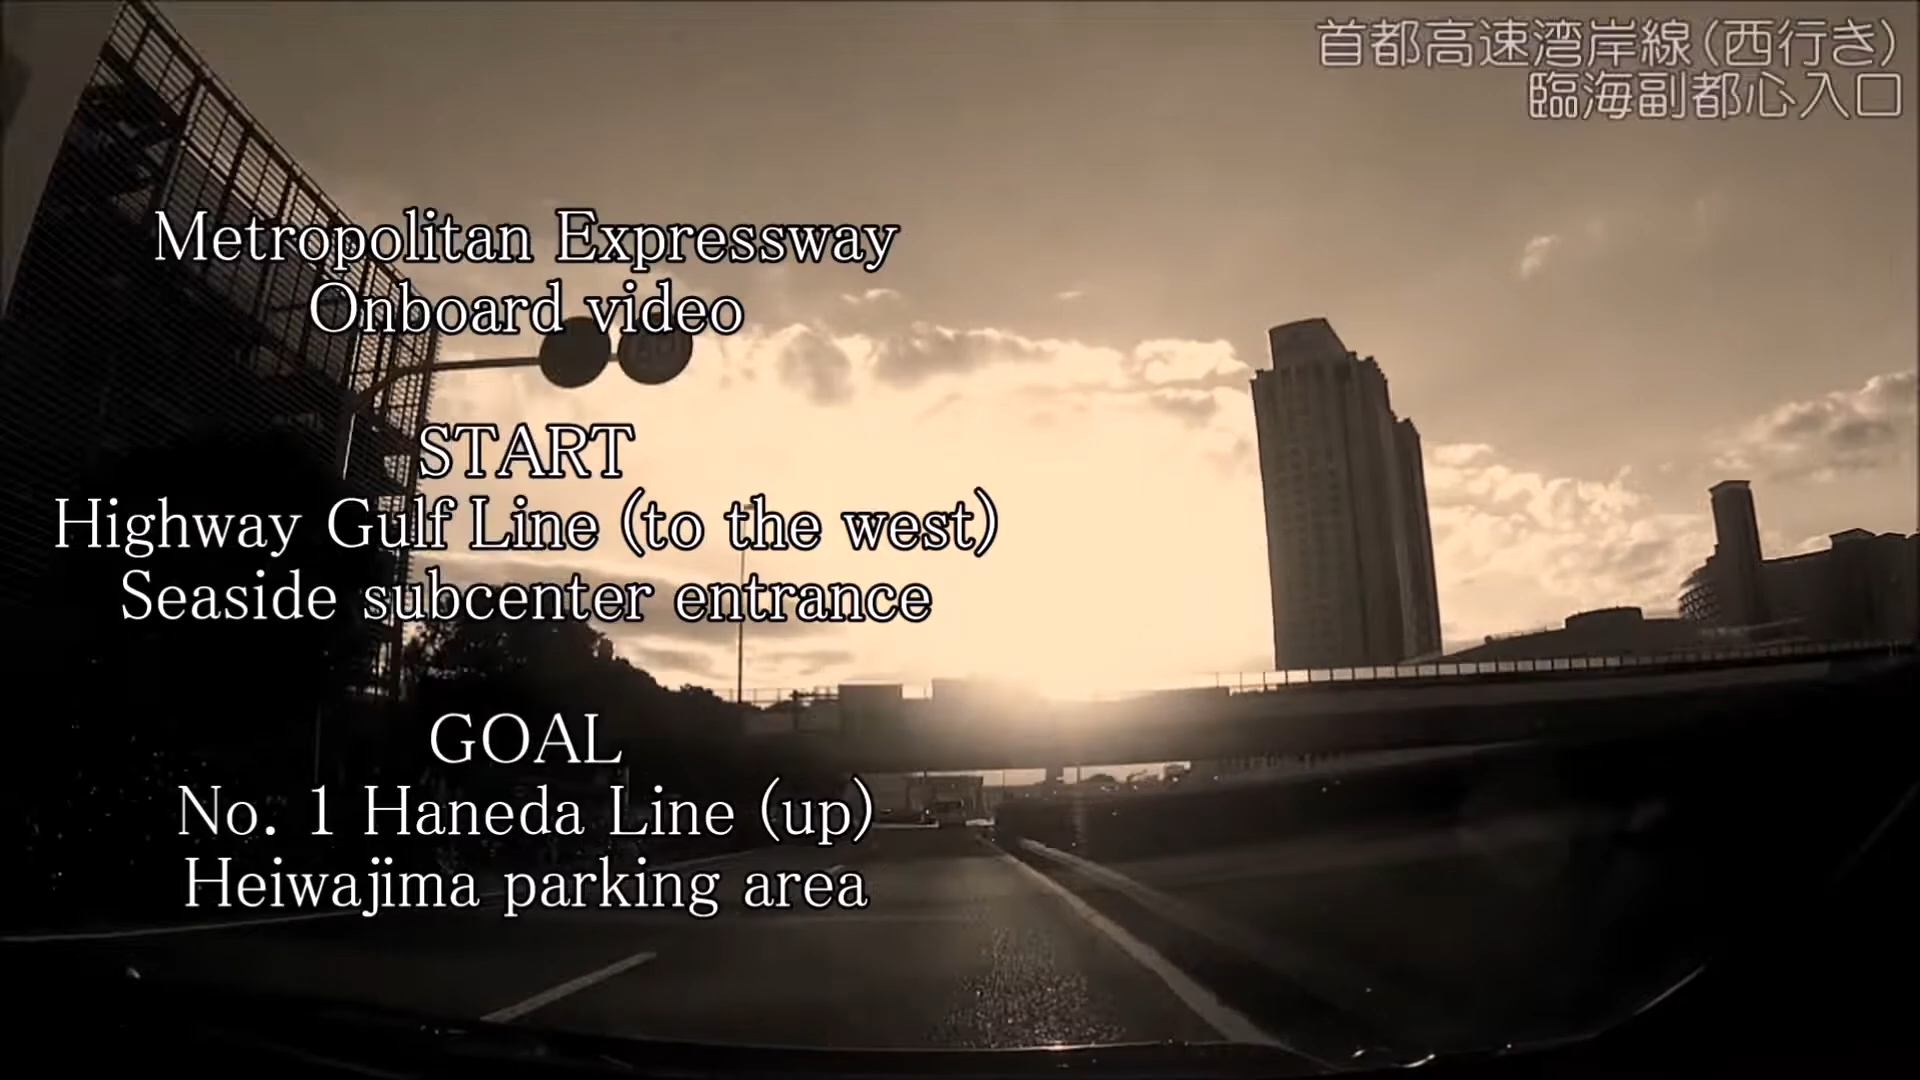 首都高速湾岸線（西行き）
臨海副都心入口
Metropolitan Expressway
Onboard video
START
Highway Gulf Line (to the west)
Seaside subcenter entrance
GOAL
No. 1 Haneda Line (up)
Heiwajima parking area